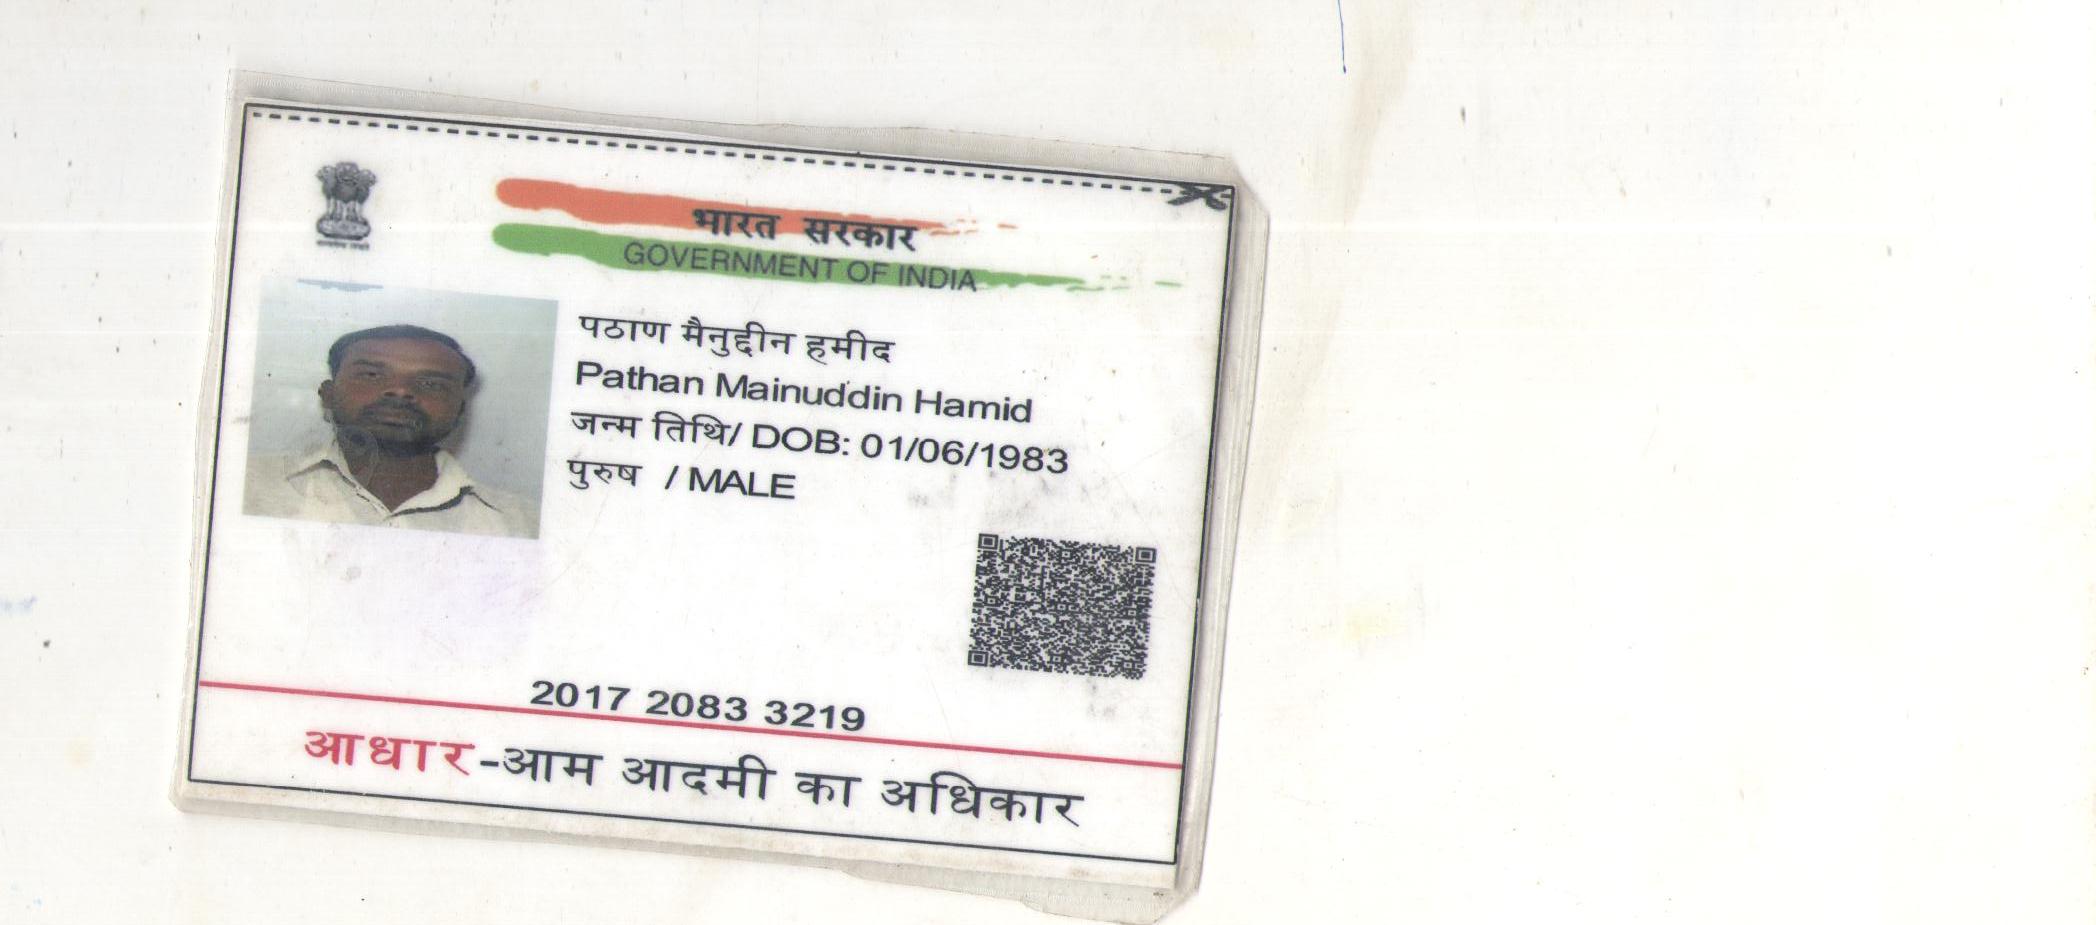 भारत सरकार
GOVERNMENT OF INDIA
पठाण मैनुद्दीन हमीद
Pathan Mainuddin Hamid
जन्म तिथि/ DOB: 01/06/1983
पुरुष / MALE
2017 2083 3219
आधार-आम आदमी का अधिकार